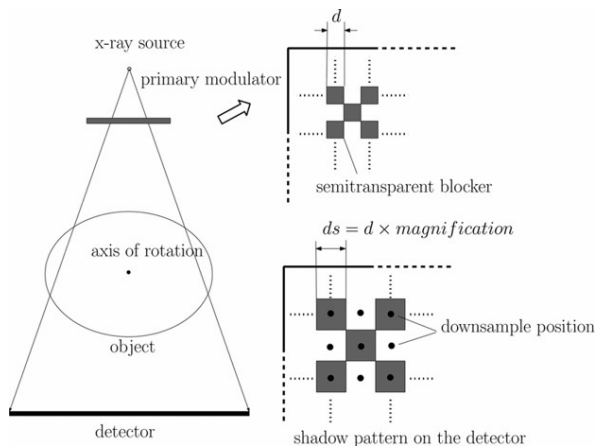 x-ray source
primary modulator
axis of rotation
object
detector
d
semitransparent blocker
ds = d × magnification
downsample position
shadow pattern on the detector